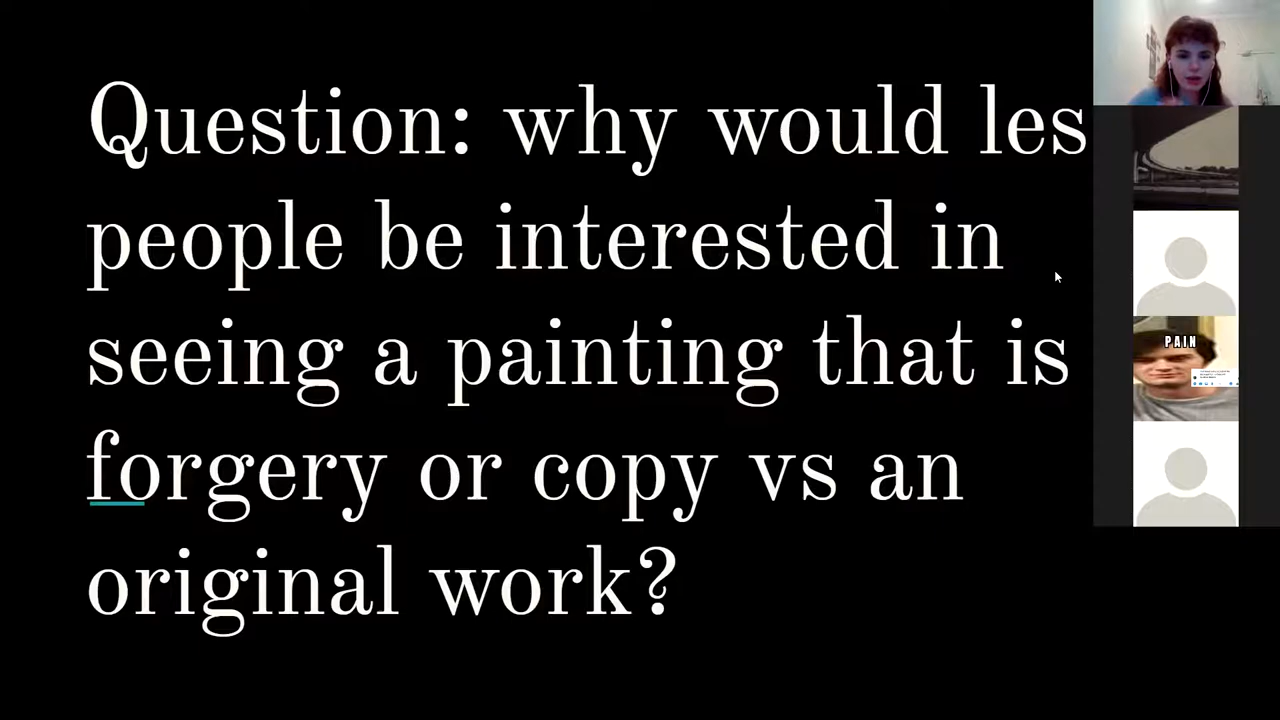 Question: why would les
people be interested in
seeing a painting that is
forgery or copy vs an
original work?
PAIN